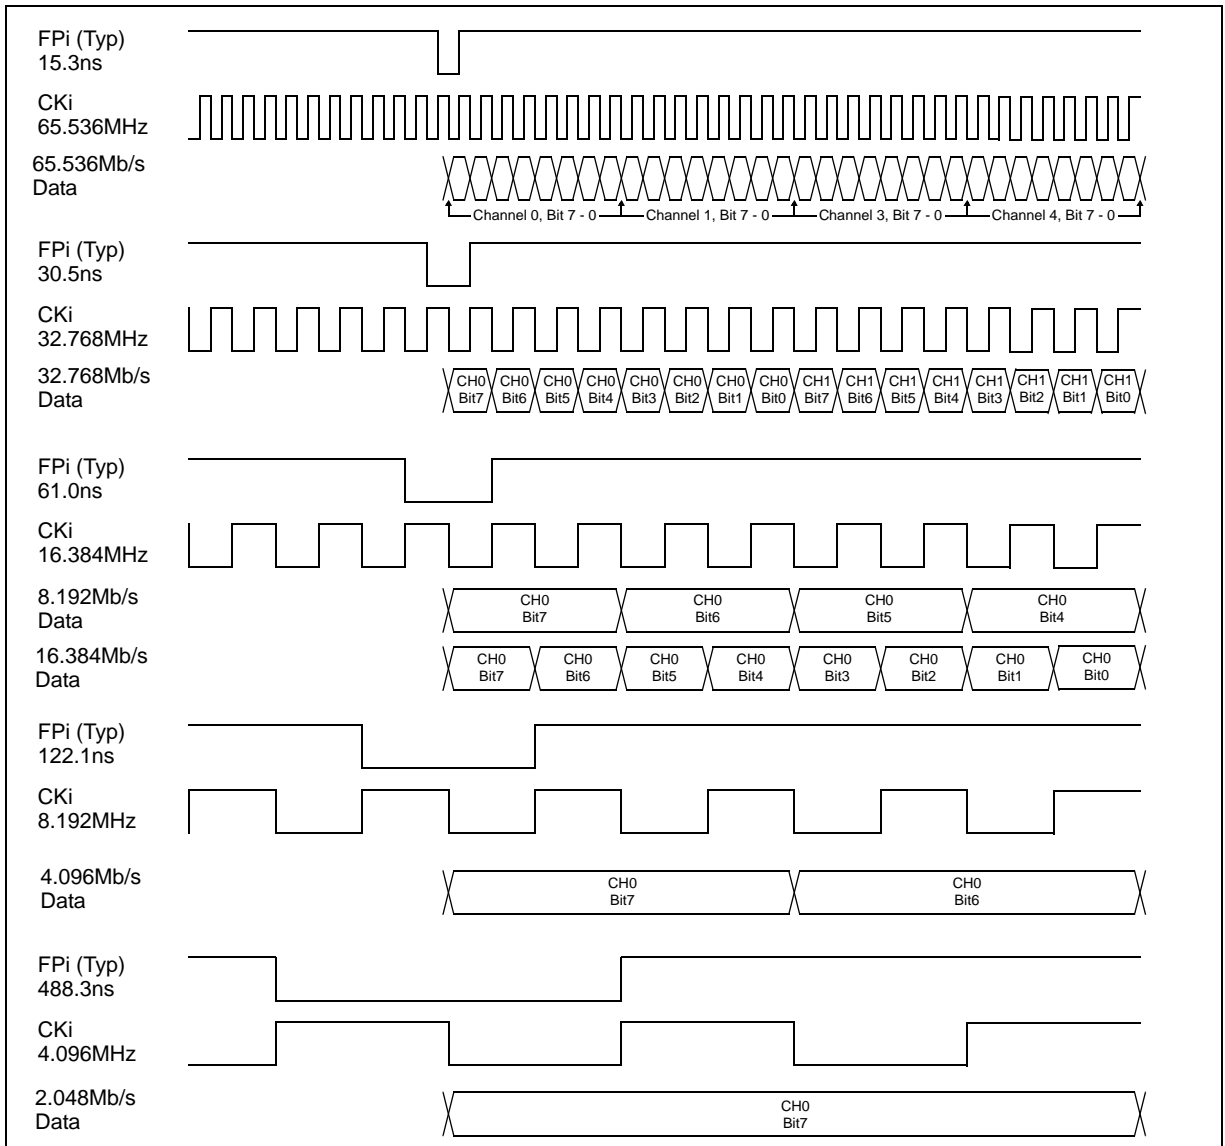 FPi (Typ)
15.3ns
CKi
65.536MHz
65.536Mb/s
Data
Channel 0, Bit 7 - 0
Channel 1, Bit 7 - 0
Channel 3, Bit 7 - 0
Channel 4, Bit 7 - 0
FPi (Typ)
30.5ns
CKi
32.768MHz
32.768Mb/s
Data
CH0 CH0 CH0 CH0 CH0 CH0 CH0 CH0 CH1 CH1 CH1 CH1 CH1 CH1 CH1 CH1
Bit7 Bit6 Bit5 Bit4 Bit3 Bit2 Bit1 Bit0 Bit7 Bit6 Bit5 Bit4 Bit3 Bit2 Bit1 Bit0
FPi (Typ)
61.0ns
CKi
16.384MHz
8.192Mb/s
Data
CH0 CH0 CH0 CH0
Bit7 Bit6 Bit5 Bit4
16.384Mb/s
Data
CH0 CH0 CH0 CH0 CH0 CH0 CH0 CH0
Bit7 Bit6 Bit5 Bit4 Bit3 Bit2 Bit1 Bit0
FPi (Typ)
122.1ns
CKi
8.192MHz
4.096Mb/s
Data
CH0 CH0
Bit7 Bit6
FPi (Typ)
488.3ns
CKi
4.096MHz
2.048Mb/s
Data
CH0
Bit7